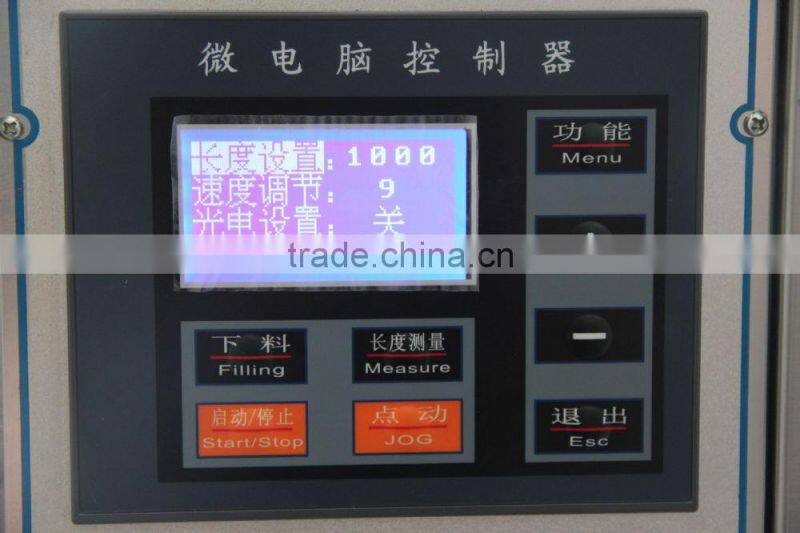 微电脑控制器
长度设置:1000
速度调节: 9
光电设置: 关
功能
Menu
+
trade.china.cn
−
下料
Filling
长度测量
Measure
启动/停止
Start/Stop
点动
JOG
退出
Esc